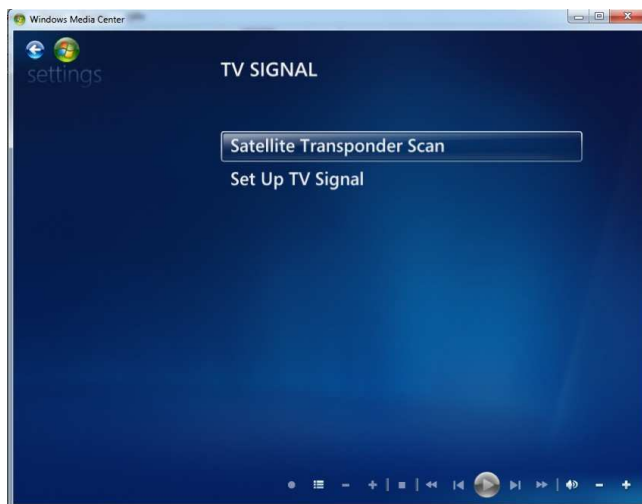 Windows Media Center
settings
TV SIGNAL
Satellite Transponder Scan
Set Up TV Signal